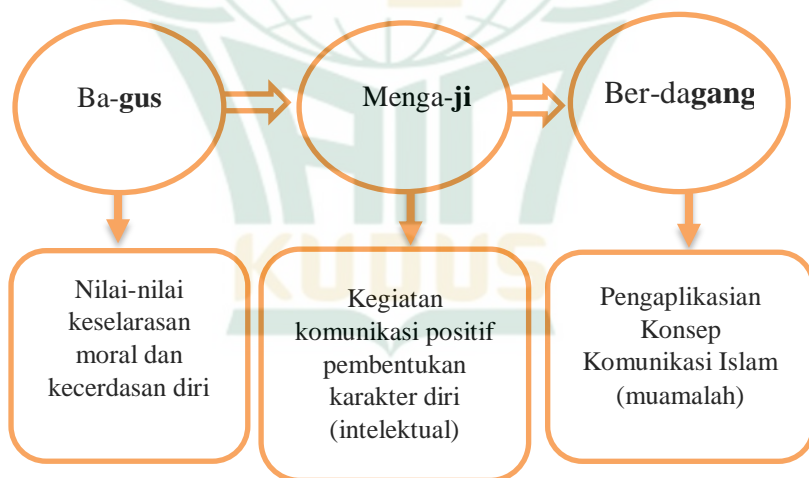 Ba-gus
Menga-ji
Ber-dagang
Nilai-nilai
keselarasan
moral dan
kecerdasan diri
Kegiatan
komunikasi positif
pembentukan
karakter diri
(intelektual)
Pengaplikasian
Konsep
Komunikasi Islam
(muamalah)
KUDUS